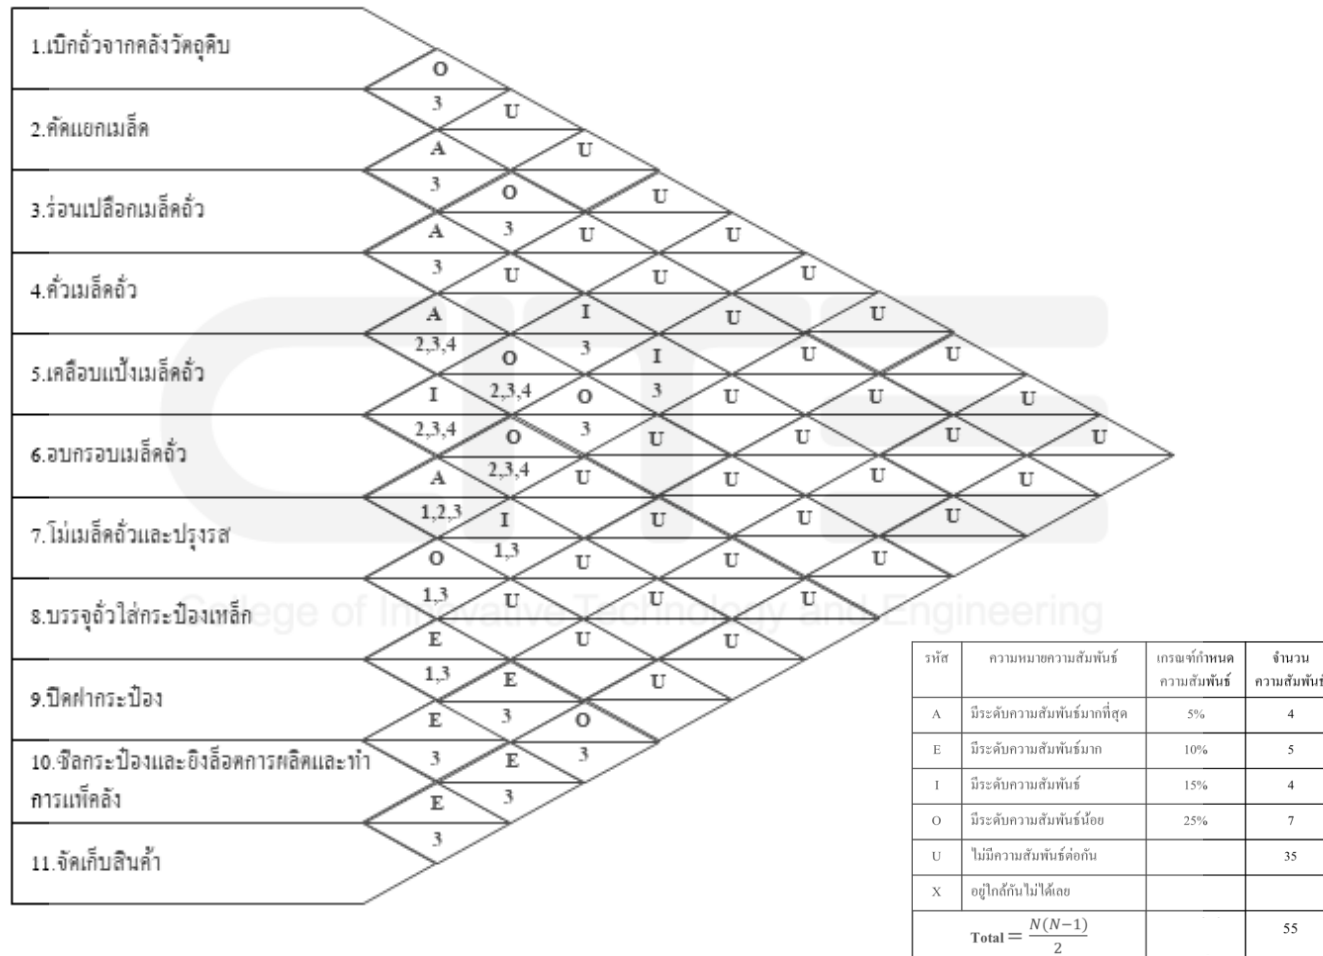 1.เบิกถั่วจากคลังวัตถุดิบ
2.คัดแยกเมล็ด
3.ร่อนเปลือกเมล็ดถั่ว
4.คั่วเมล็ดถั่ว
5.เคลือบแป้งเมล็ดถั่ว
6.อบกรอบเมล็ดถั่ว
7.โม่เมล็ดถั่วและปรุงรส
8.บรรจุถั่วใส่กระป๋องเหล็ก
9.ปิดฝากระป๋อง
10.ซีลกระป๋องและยิงล็อตการผลิตและทำ
การแพ็คลัง
11.จัดเก็บสินค้า
O
3 U
A U
3 O U
A 3 U U
3 U U U
A I U U
2,3,4 O 3 I U U
I 2,3,4 O 3 U U U
2,3,4 O 3 U U U U
A 2,3,4 U U U U
1,2,3 I U U U
O 1,3 U U U
1,3 U U U
E U U
1,3 E U
E 3 O
3 E 3
E 3
3
CITE
College of Innovative Technology and Engineering
รหัส ความหมายความสัมพันธ์ เกรณฑ์กำหนด จำนวน
ความสัมพันธ์ ความสัมพันธ์
A มีระดับความสัมพันธ์มากที่สุด 5% 4
E มีระดับความสัมพันธ์มาก 10% 5
I มีระดับความสัมพันธ์ 15% 4
O มีระดับความสัมพันธ์น้อย 25% 7
U ไม่มีความสัมพันธ์ต่อกัน 35
X อยู่ใกล้กันไม่ได้เลย
Total = N(N−1)/2 55